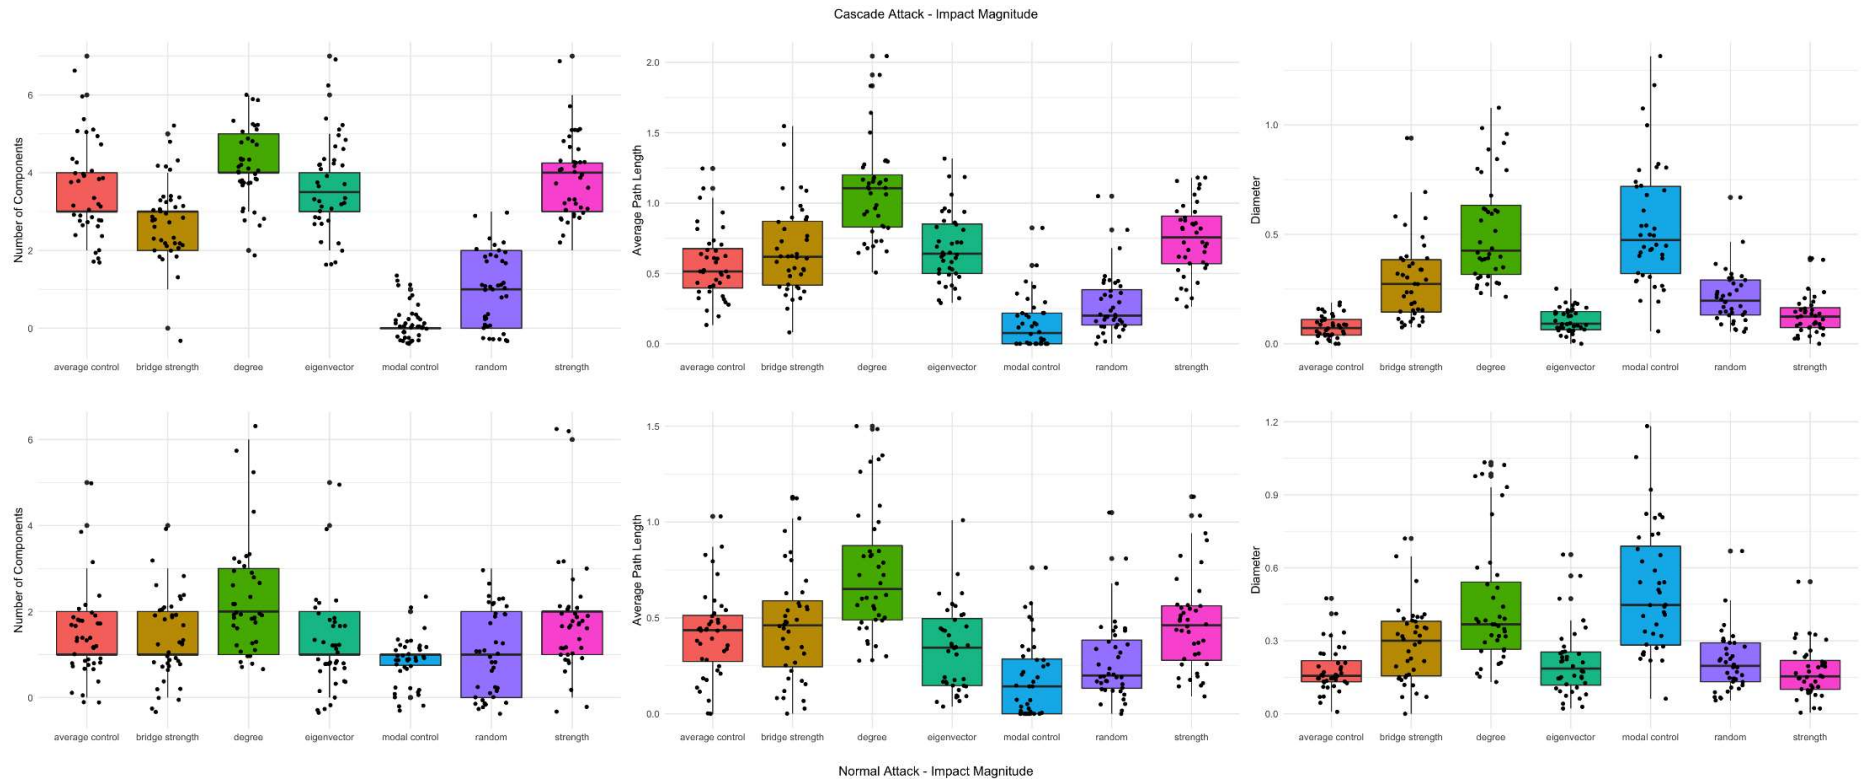 Cascade Attack - Impact Magnitude
Number of Components
6
4
2
0
average control bridge strength degree eigenvector modal control random strength
Average Path Length
2.0
1.5
1.0
0.5
0.0
average control bridge strength degree eigenvector modal control random strength
Diameter
1.0
0.5
0.0
average control bridge strength degree eigenvector modal control random strength
Number of Components
6
4
2
0
average control bridge strength degree eigenvector modal control random strength
Average Path Length
1.5
1.0
0.5
0.0
average control bridge strength degree eigenvector modal control random strength
Diameter
1.2
0.9
0.6
0.3
0.0
average control bridge strength degree eigenvector modal control random strength
Normal Attack - Impact Magnitude